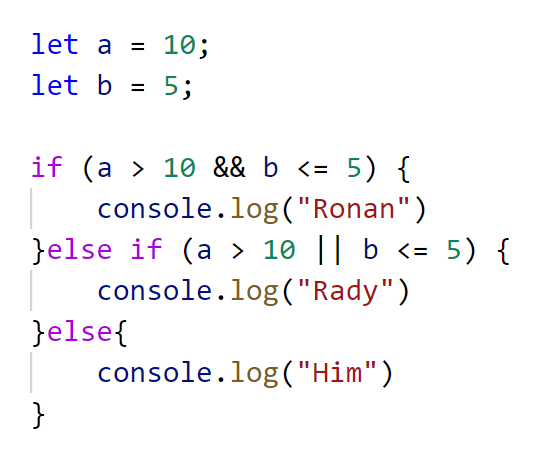 let a = 10;
let b = 5;

if (a > 10 && b <= 5) {
    console.log("Ronan")
}else if (a > 10 || b <= 5) {
    console.log("Rady")
}else{
    console.log("Him")
}